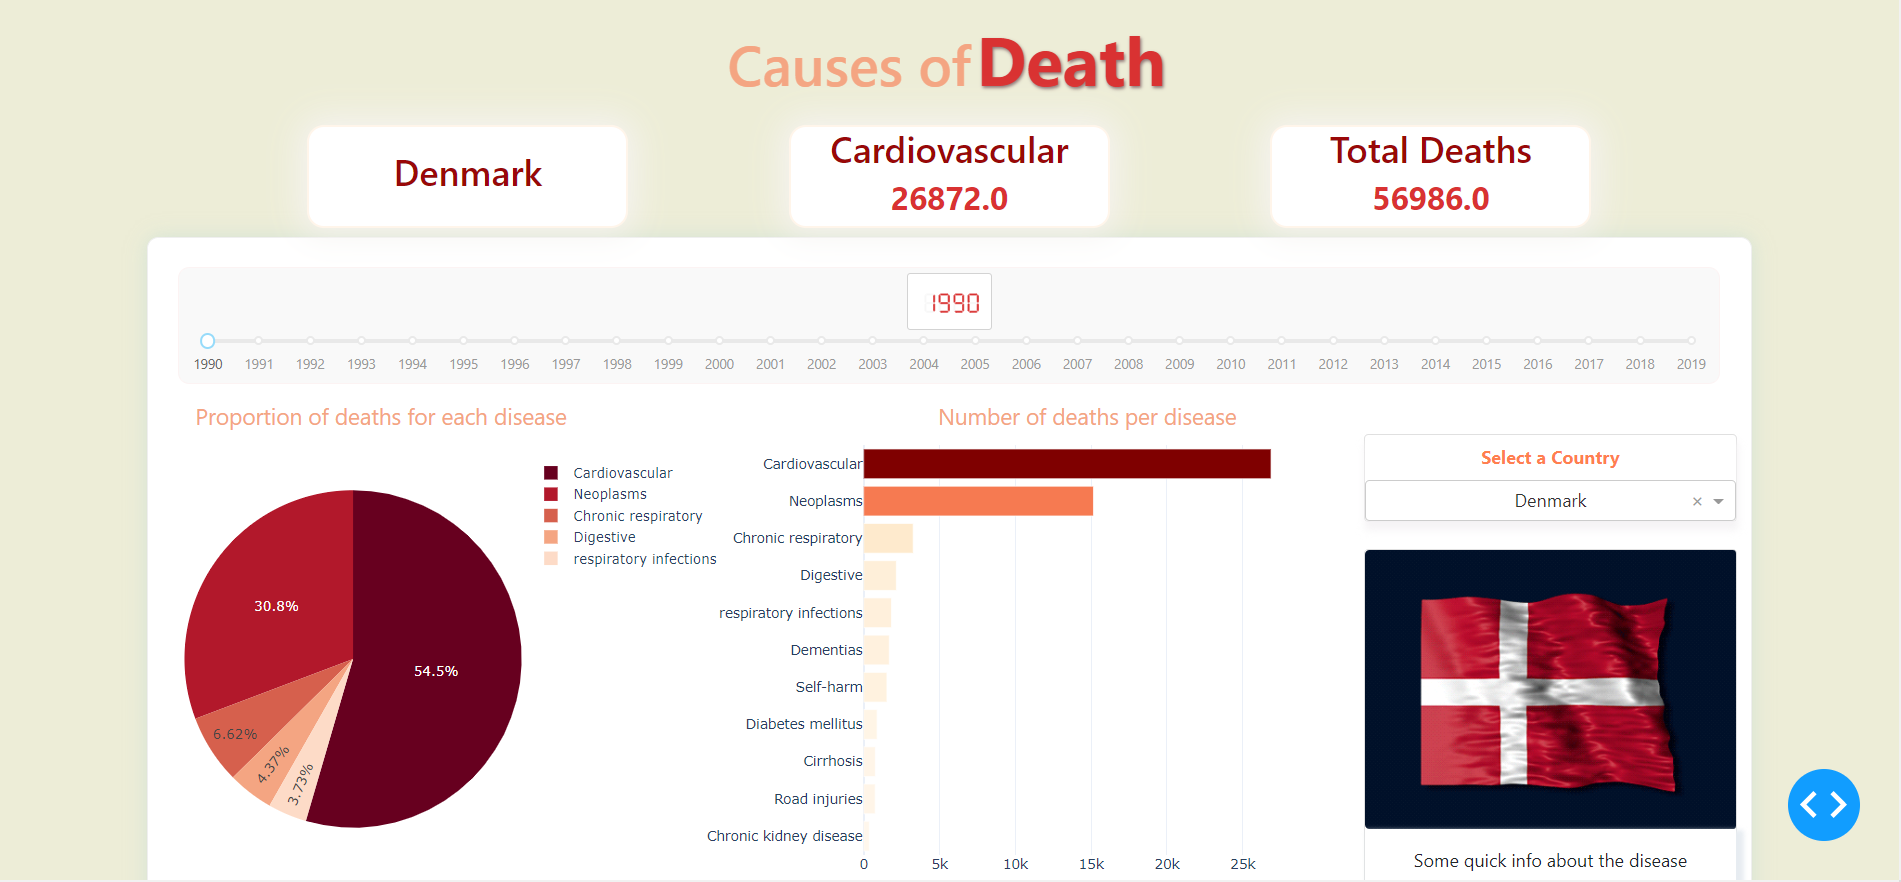 Causes of Death
Denmark
Cardiovascular
26872.0
Total Deaths
56986.0
1990
1990 1991 1992 1993 1994 1995 1996 1997 1998 1999 2000 2001 2002 2003 2004 2005 2006 2007 2008 2009 2010 2011 2012 2013 2014 2015 2016 2017 2018 2019
Proportion of deaths for each disease
Cardiovascular
Neoplasms
Chronic respiratory
Digestive
respiratory infections
30.8%
54.5%
6.62%
4.37%
3.73%
Number of deaths per disease
Cardiovascular
Neoplasms
Chronic respiratory
Digestive
respiratory infections
Dementias
Self-harm
Diabetes mellitus
Cirrhosis
Road injuries
Chronic kidney disease
0 5k 10k 15k 20k 25k
Select a Country
Denmark
Some quick info about the disease